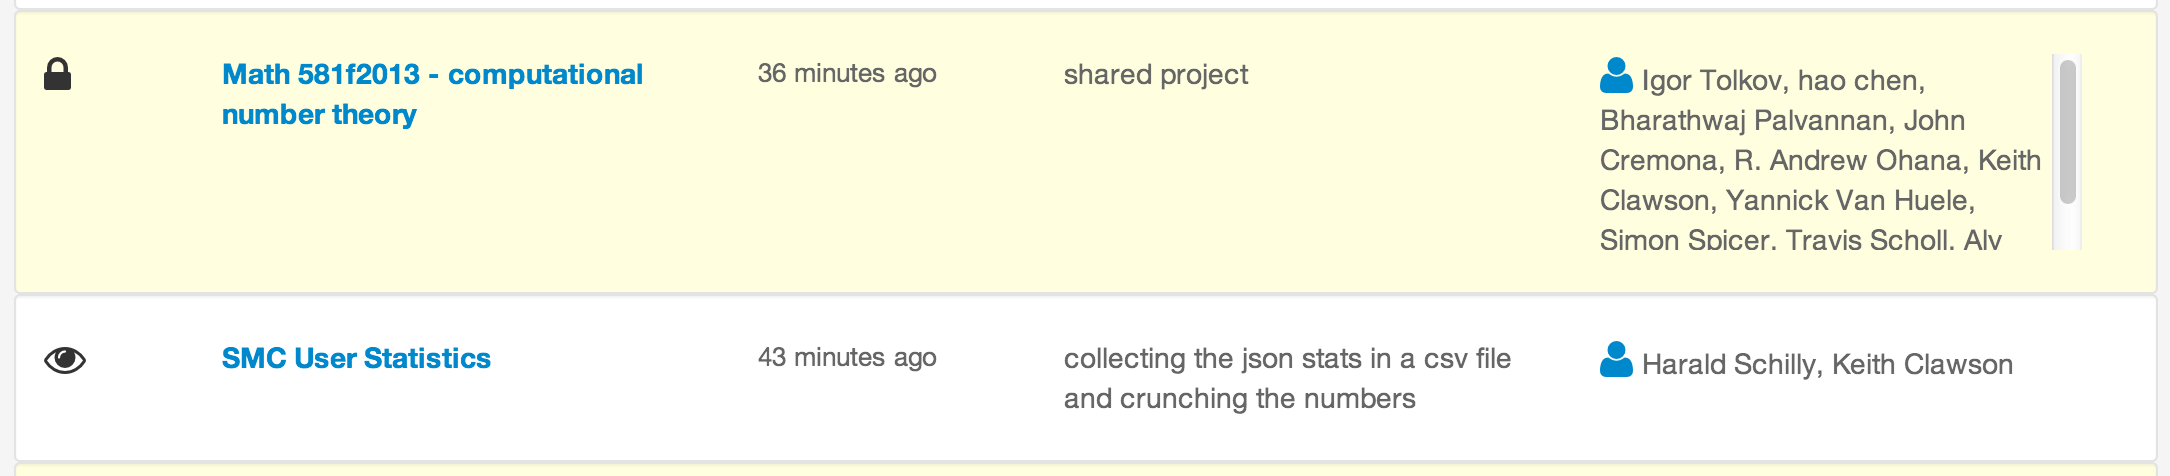 Math 581f2013 - computational
number theory
36 minutes ago
shared project
Igor Tolkov, hao chen,
Bharathwaj Palvannan, John
Cremona, R. Andrew Ohana, Keith
Clawson, Yannick Van Huele,
Simon Spicer, Travis Scholl, Aly
SMC User Statistics
43 minutes ago
collecting the json stats in a csv file
and crunching the numbers
Harald Schilly, Keith Clawson